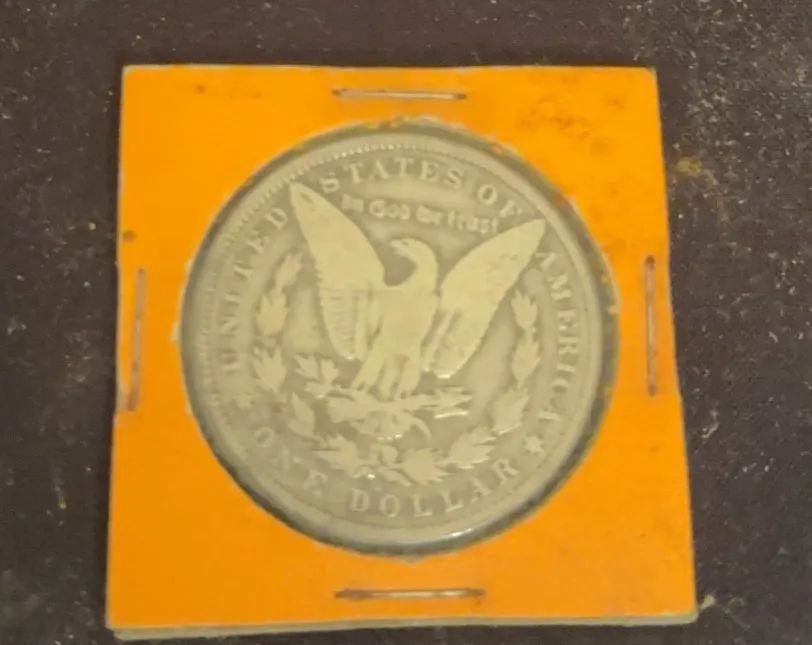 UNITED STATES OF AMERICA
In God we trust
ONE DOLLAR